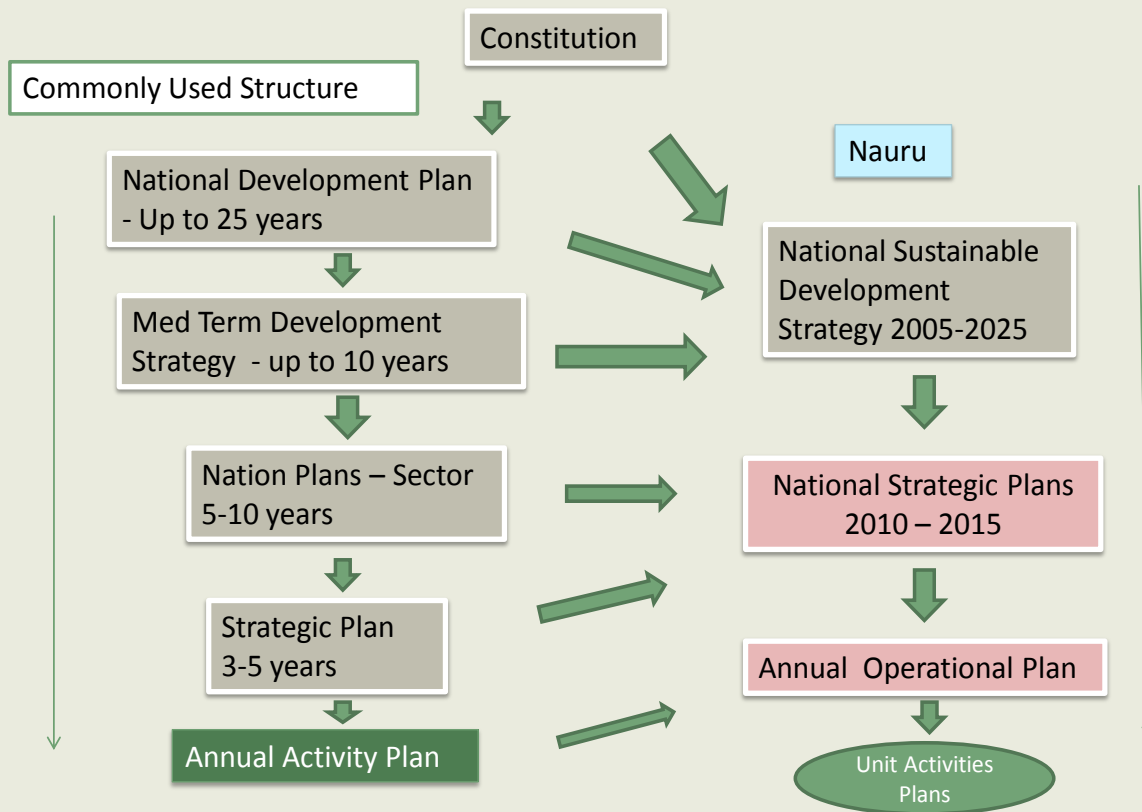 Constitution
Commonly Used Structure
National Development Plan
- Up to 25 years
Med Term Development
Strategy - up to 10 years
Nation Plans – Sector
5-10 years
Strategic Plan
3-5 years
Annual Activity Plan
Nauru
National Sustainable
Development
Strategy 2005-2025
National Strategic Plans
2010 – 2015
Annual Operational Plan
Unit Activities
Plans